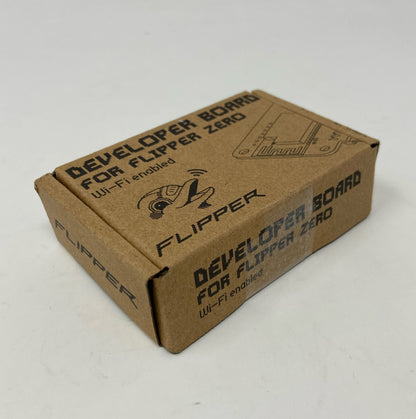 DEVELOPER BOARD
FOR FLIPPER ZERO
Wi-Fi enabled
FLIPPER
FLIPPER
DEVELOPER BOARD
FOR FLIPPER ZERO
Wi-Fi enabled